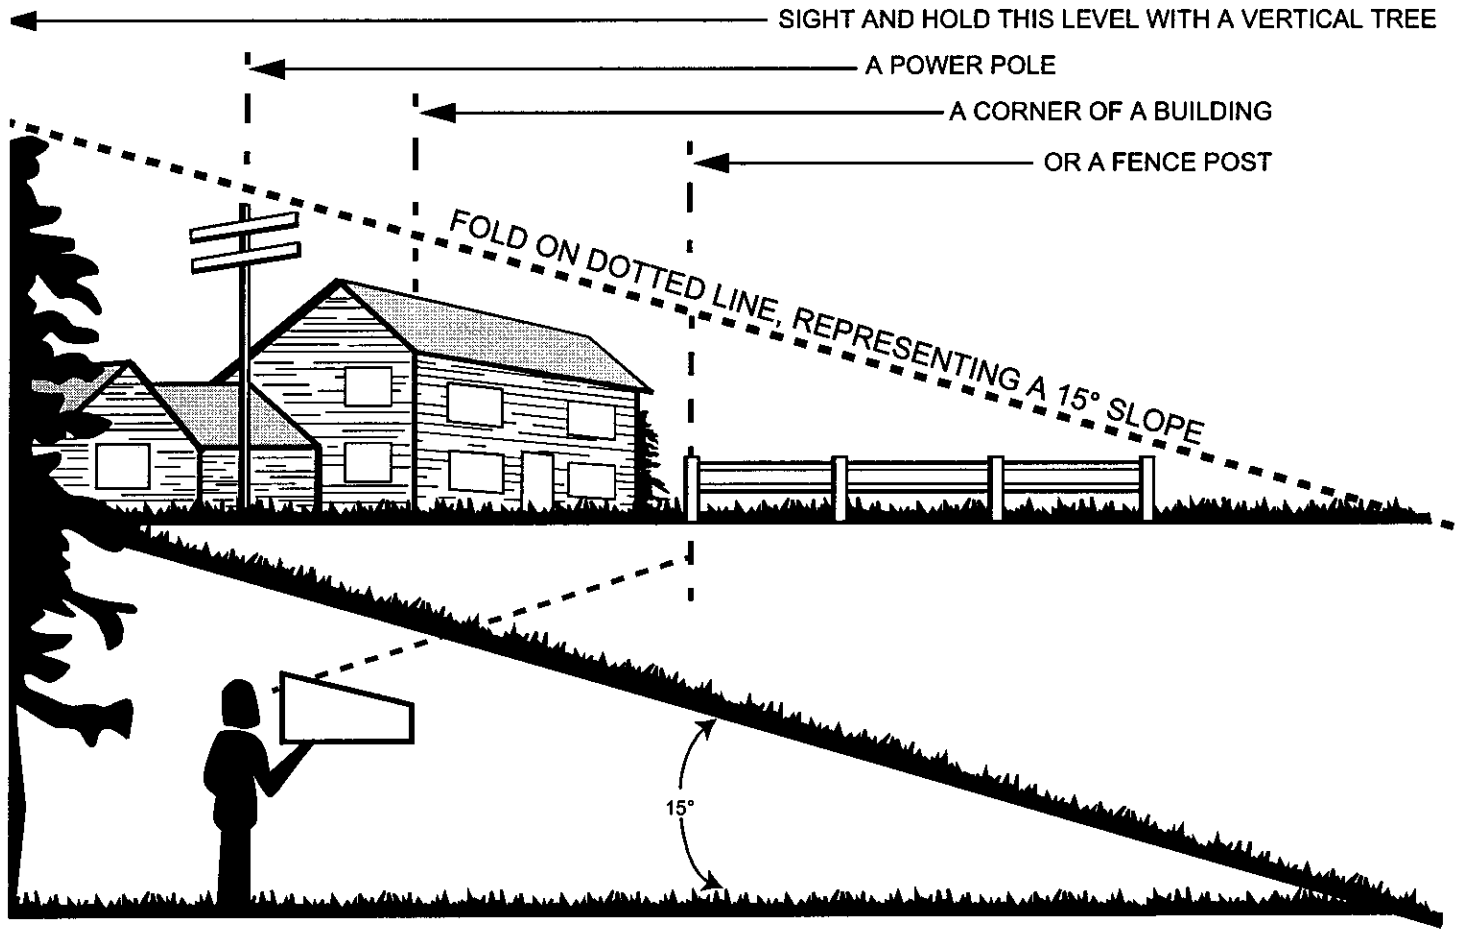 SIGHT AND HOLD THIS LEVEL WITH A VERTICAL TREE
A POWER POLE
A CORNER OF A BUILDING
OR A FENCE POST
FOLD ON DOTTED LINE, REPRESENTING A 15° SLOPE
15°